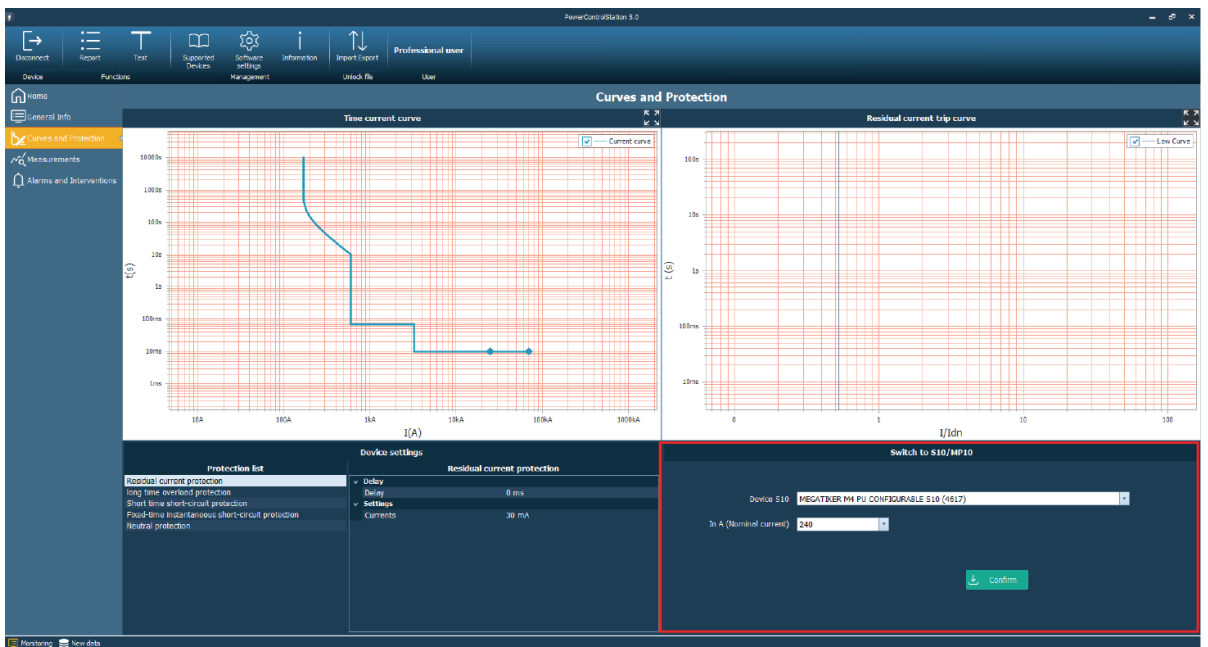 PowerControlStation 5.0
Disconnect
Report
Test
Supported Devices
Software settings
Information
Import Export
Professional user
Device
Functions
Management
Unlock file
User
Home
General Info
Curves and Protection
Measurements
Alarms and Interventions
Curves and Protection
Time current curve
Current curve
10000s
1000s
100s
10s
1s
100ms
10ms
1ms
t(s)
10A 100A 1kA 10kA 100kA 1000kA
I(A)
Residual current trip curve
Low Curve
100s
10s
1s
100ms
10ms
t (s)
0 1 10 100
I/Idn
Device settings
Protection list
Residual current protection
long time overload protection
Short time short-circuit protection
Fixed-time instantaneous short-circuit protection
Neutral protection
Residual current protection
Delay
Delay 0 ms
Settings
Currents 30 mA
Switch to S10/MP10
Device S10 MEGATIKER M4 PU CONFIGURABLE S10 (4617)
In A (Nominal current) 240
Confirm
Monitoring New data